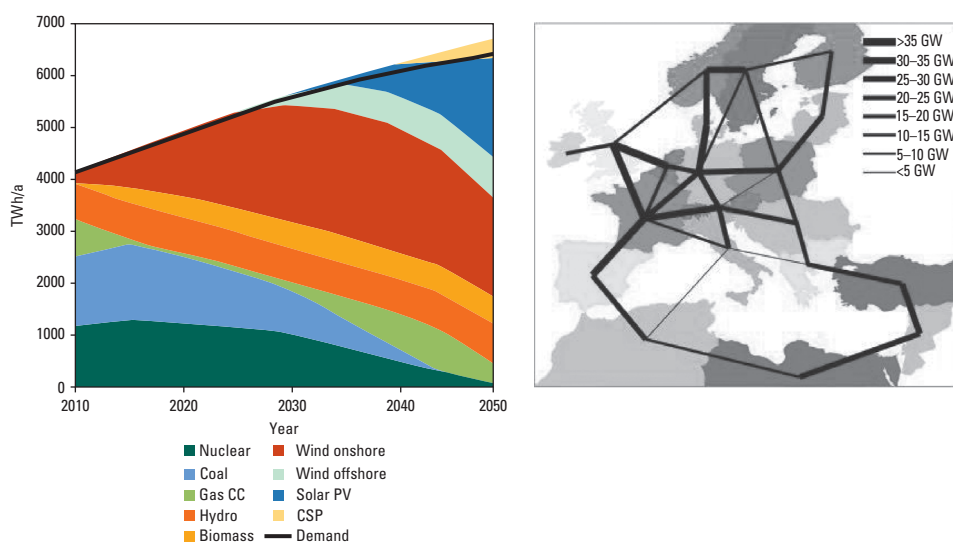 7000
6000
5000
4000
3000
2000
1000
0
TWh/a
2010
2020
2030
2040
2050
Year
Nuclear
Wind onshore
Coal
Wind offshore
Gas CC
Solar PV
Hydro
CSP
Biomass
Demand
>35 GW
30–35 GW
25–30 GW
20–25 GW
15–20 GW
10–15 GW
5–10 GW
<5 GW